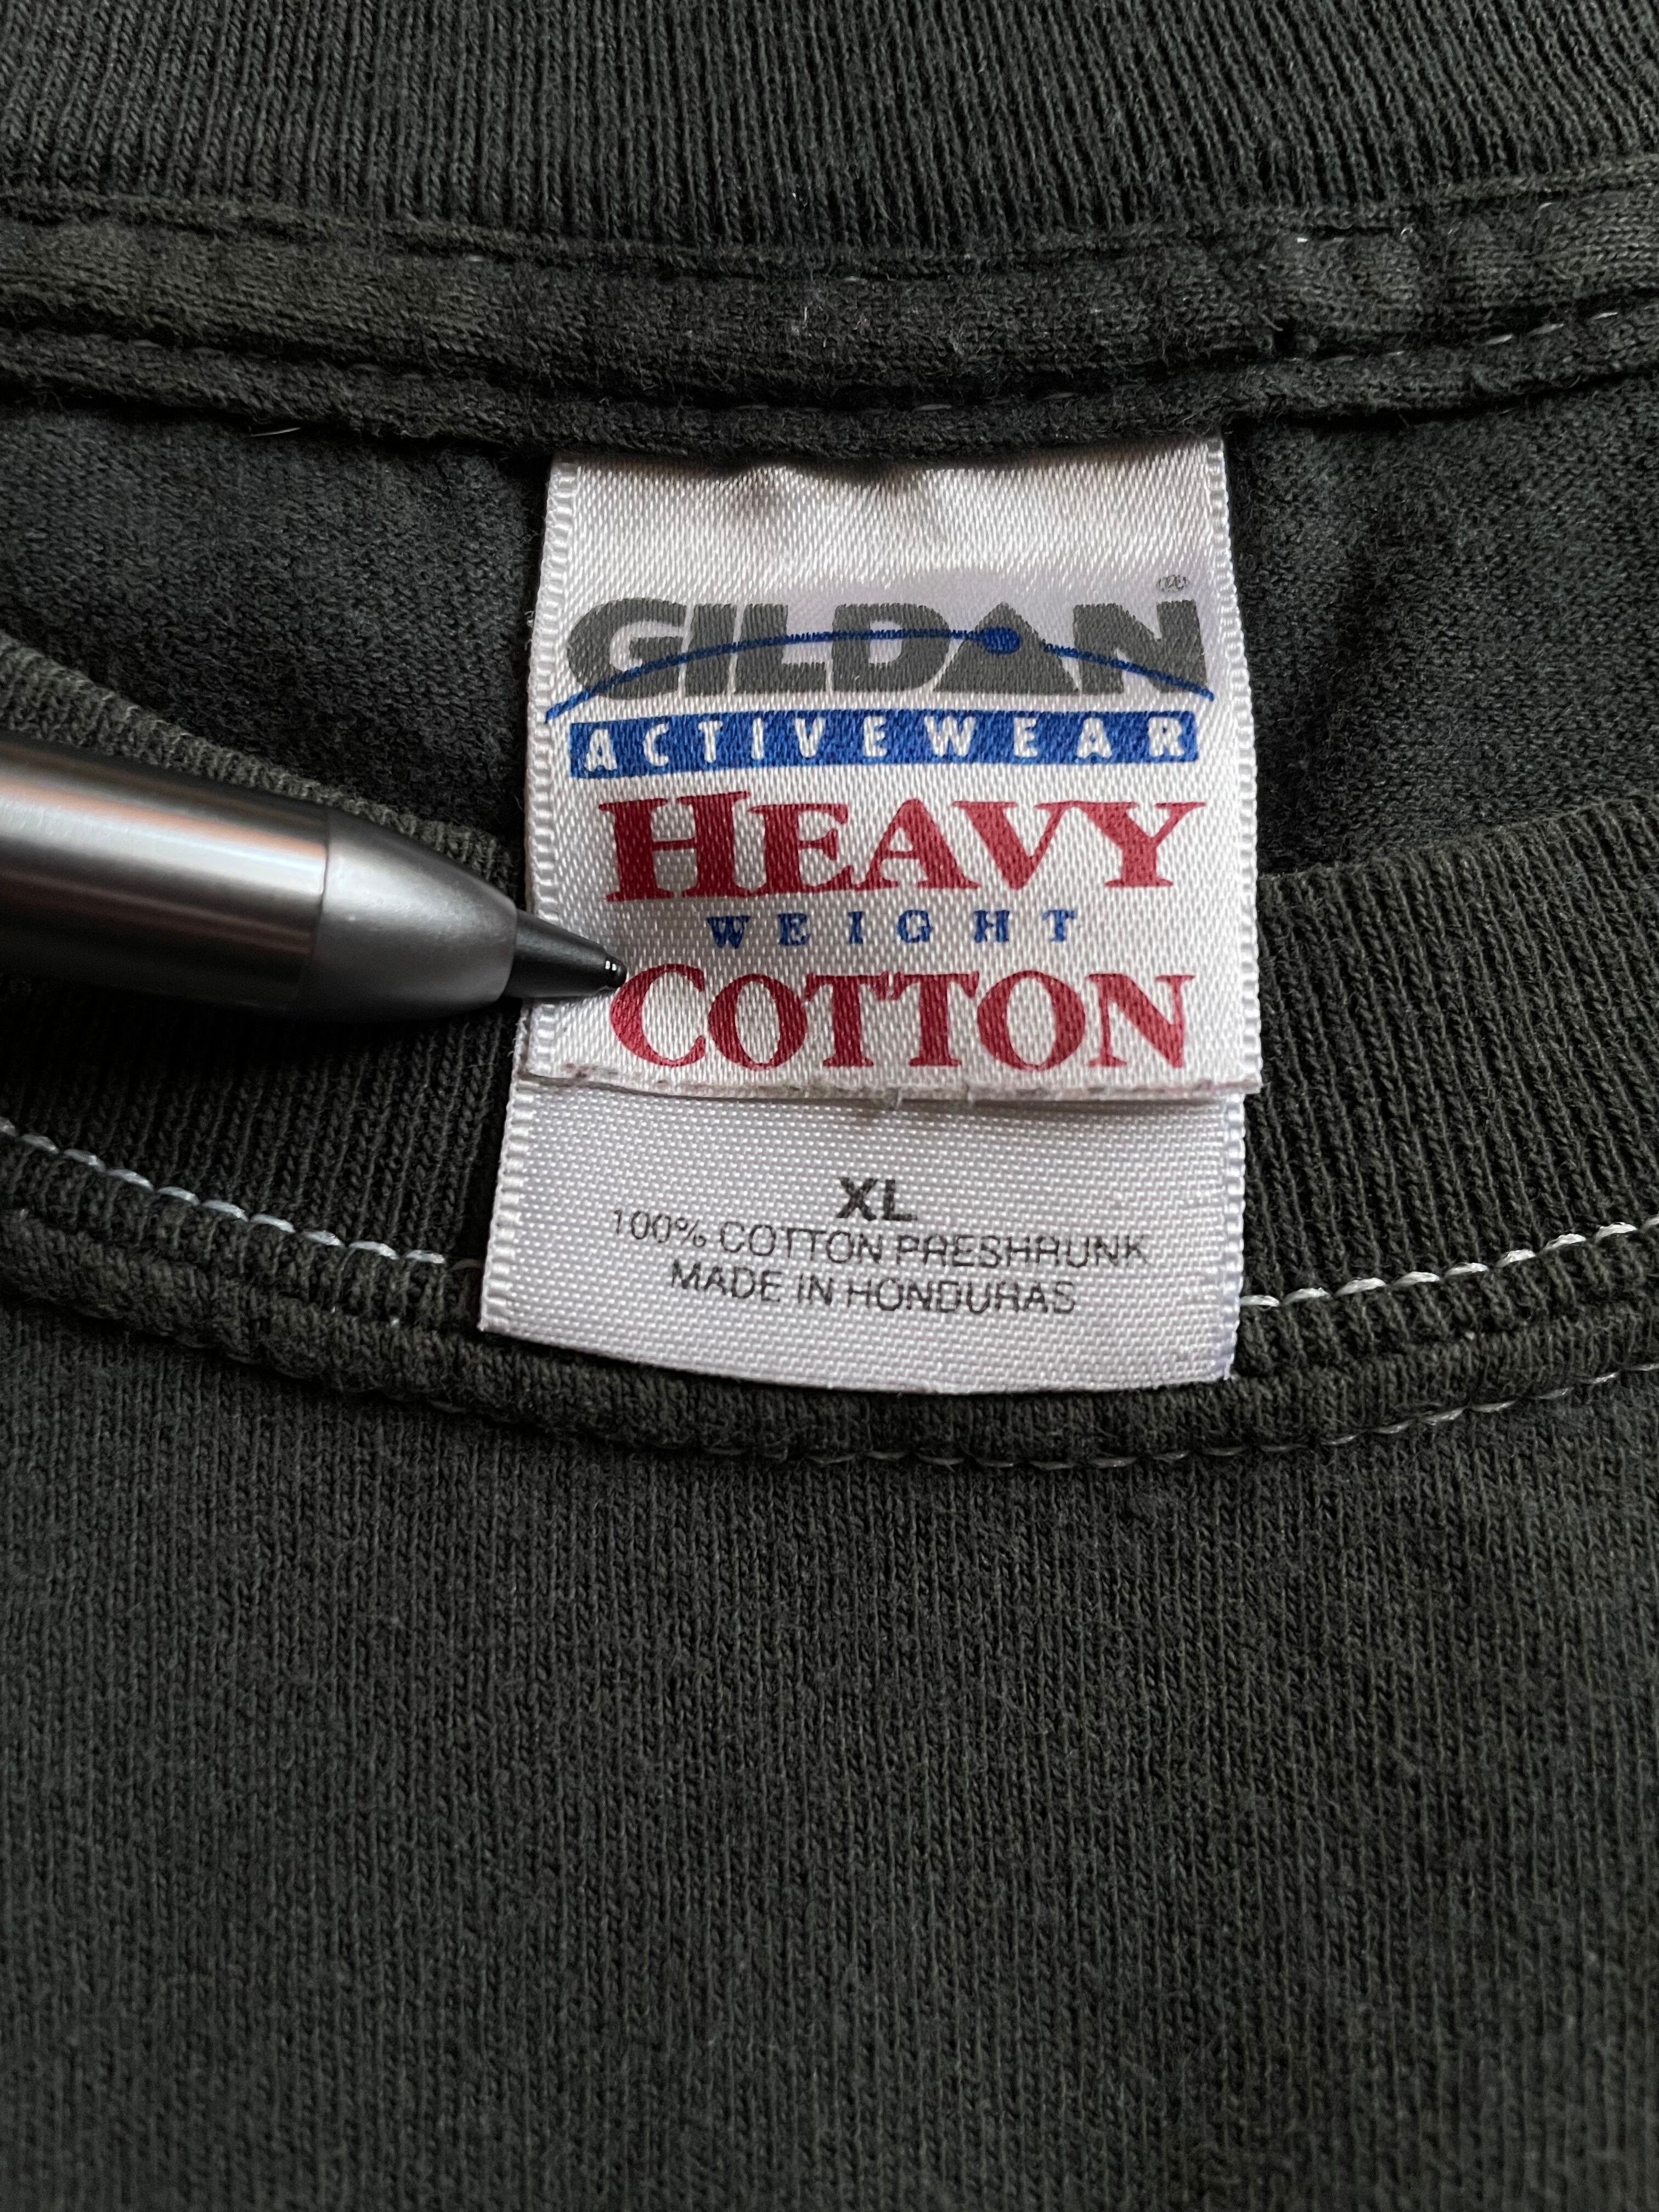 GILDAN®
ACTIVEWEAR
HEAVY
WEIGHT
COTTON
XL
100% COTTON PRESHRUNK
MADE IN HONDURAS